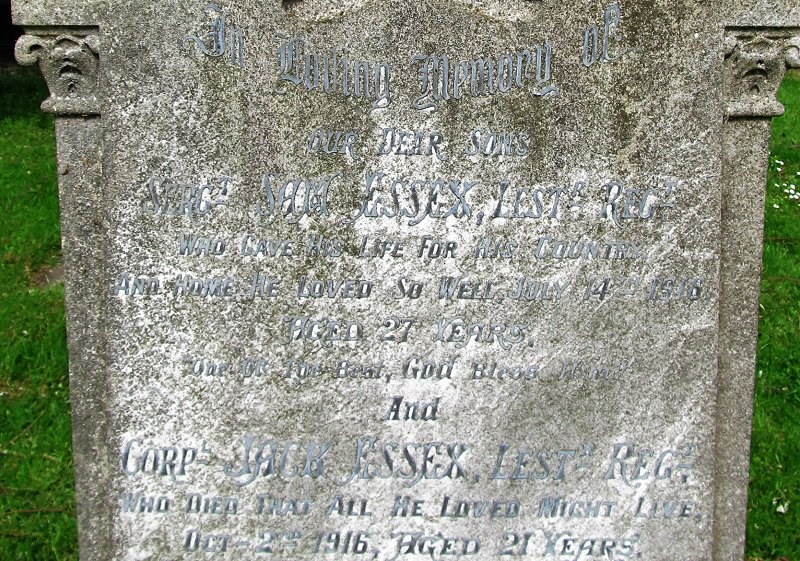 In Loving Memory of
OUR DEAR SONS
SERGT. SAM ESSEX, LESTR. REGT.
WHO GAVE HIS LIFE FOR HIS COUNTRY,
AND HOME HE LOVED SO WELL, JULY 14TH 1916,
AGED 27 YEARS.
"ONE OF THE BEST, GOD BLESS HIM."
And
CORPL. JACK ESSEX, LESTR. REGT.
WHO DIED THAT ALL HE LOVED MIGHT LIVE,
OCT. 2ND 1916, AGED 21 YEARS.